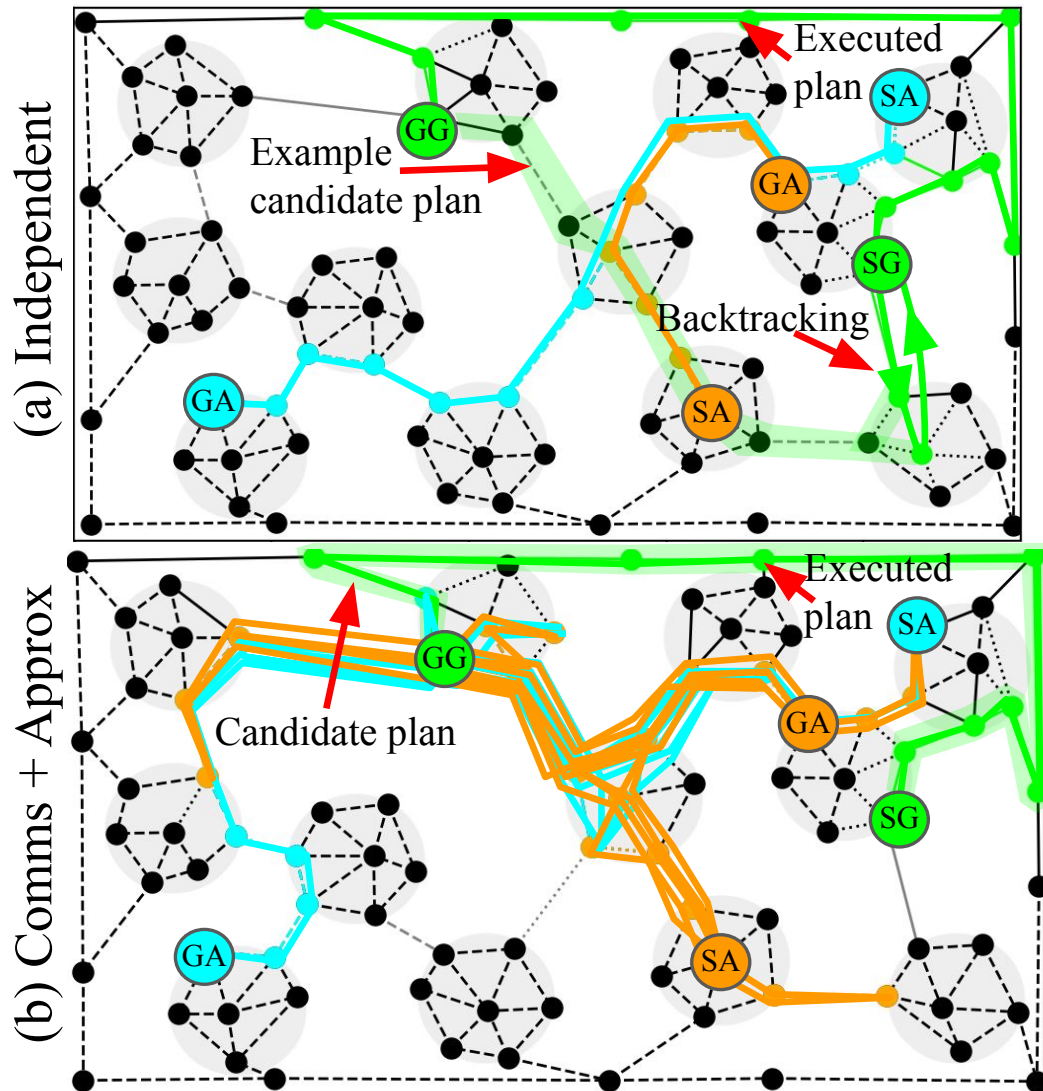 (a) Independent
Executed
plan
SA
GG
Example
candidate plan
GA
SG
Backtracking
GA
SA
(b) Comms + Approx
Executed
plan
SA
GG
Candidate plan
GA
SG
GA
SA